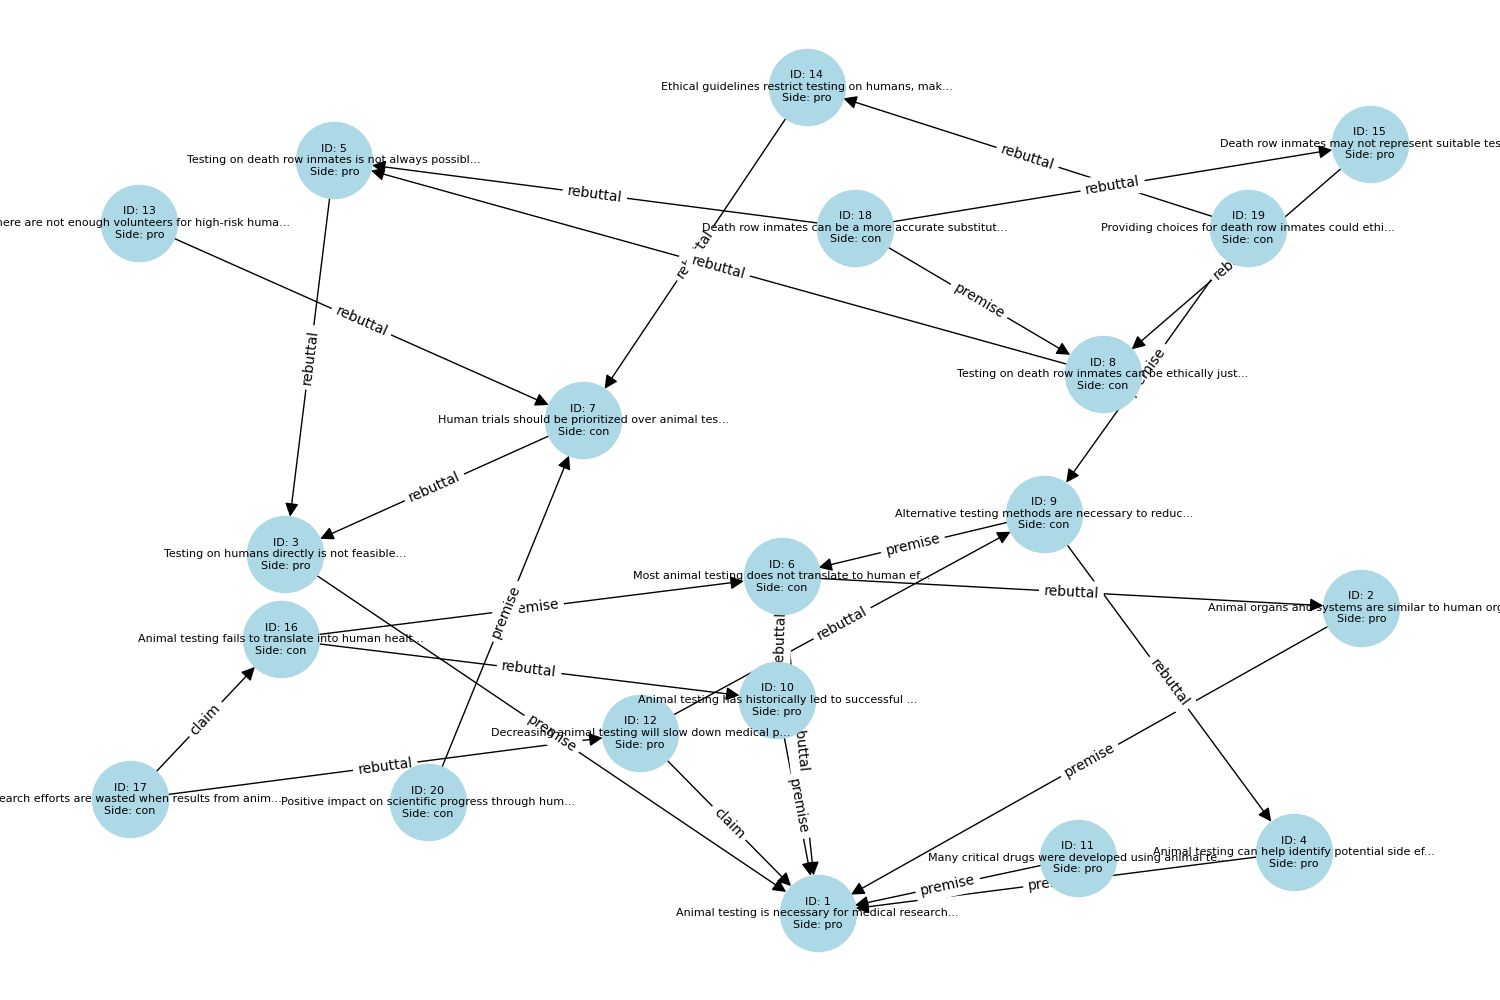 ID: 14
Ethical guidelines restrict testing on humans, mak...
Side: pro
ID: 15
Death row inmates may not represent suitable tes
Side: pro
ID: 5
Testing on death row inmates is not always possibl...
Side: pro
rebuttal
rebuttal
rebuttal
ID: 13
here are not enough volunteers for high-risk huma...
Side: pro
ID: 18
Death row inmates can be a more accurate substitut...
Side: con
ID: 19
Providing choices for death row inmates could ethi...
Side: con
rebuttal
premise
rebuttal
rebuttal
ID: 8
Testing on death row inmates can be ethically just...
Side: con
ID: 7
Human trials should be prioritized over animal tes...
Side: con
rebuttal
ID: 9
Alternative testing methods are necessary to reduc...
Side: con
ID: 3
Testing on humans directly is not feasible...
Side: pro
premise
ID: 6
Most animal testing does not translate to human ef...
Side: con
rebuttal
ID: 2
Animal organs and systems are similar to human org
Side: pro
premise
rebuttal
ID: 16
Animal testing fails to translate into human healt...
Side: con
rebuttal
rebuttal
ID: 10
Animal testing has historically led to successful ...
Side: pro
claim
premise
ID: 12
Decreasing animal testing will slow down medical p...
Side: pro
rebuttal
premise
ID: 17
earch efforts are wasted when results from anim...
Side: con
ID: 20
Positive impact on scientific progress through hum...
Side: con
claim
premise
ID: 11
Many critical drugs were developed using animal te...
Side: pro
ID: 4
Animal testing can help identify potential side ef...
Side: pro
premise
ID: 1
Animal testing is necessary for medical research...
Side: pro